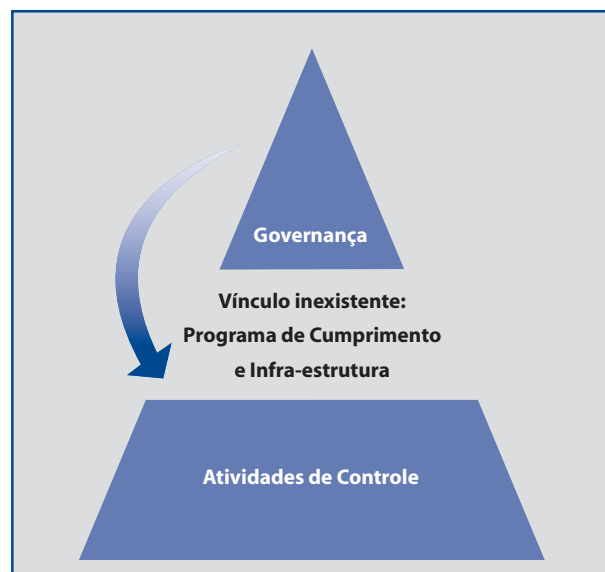 Governança
Vínculo inexistente:
Programa de Cumprimento
e Infra-estrutura
Atividades de Controle